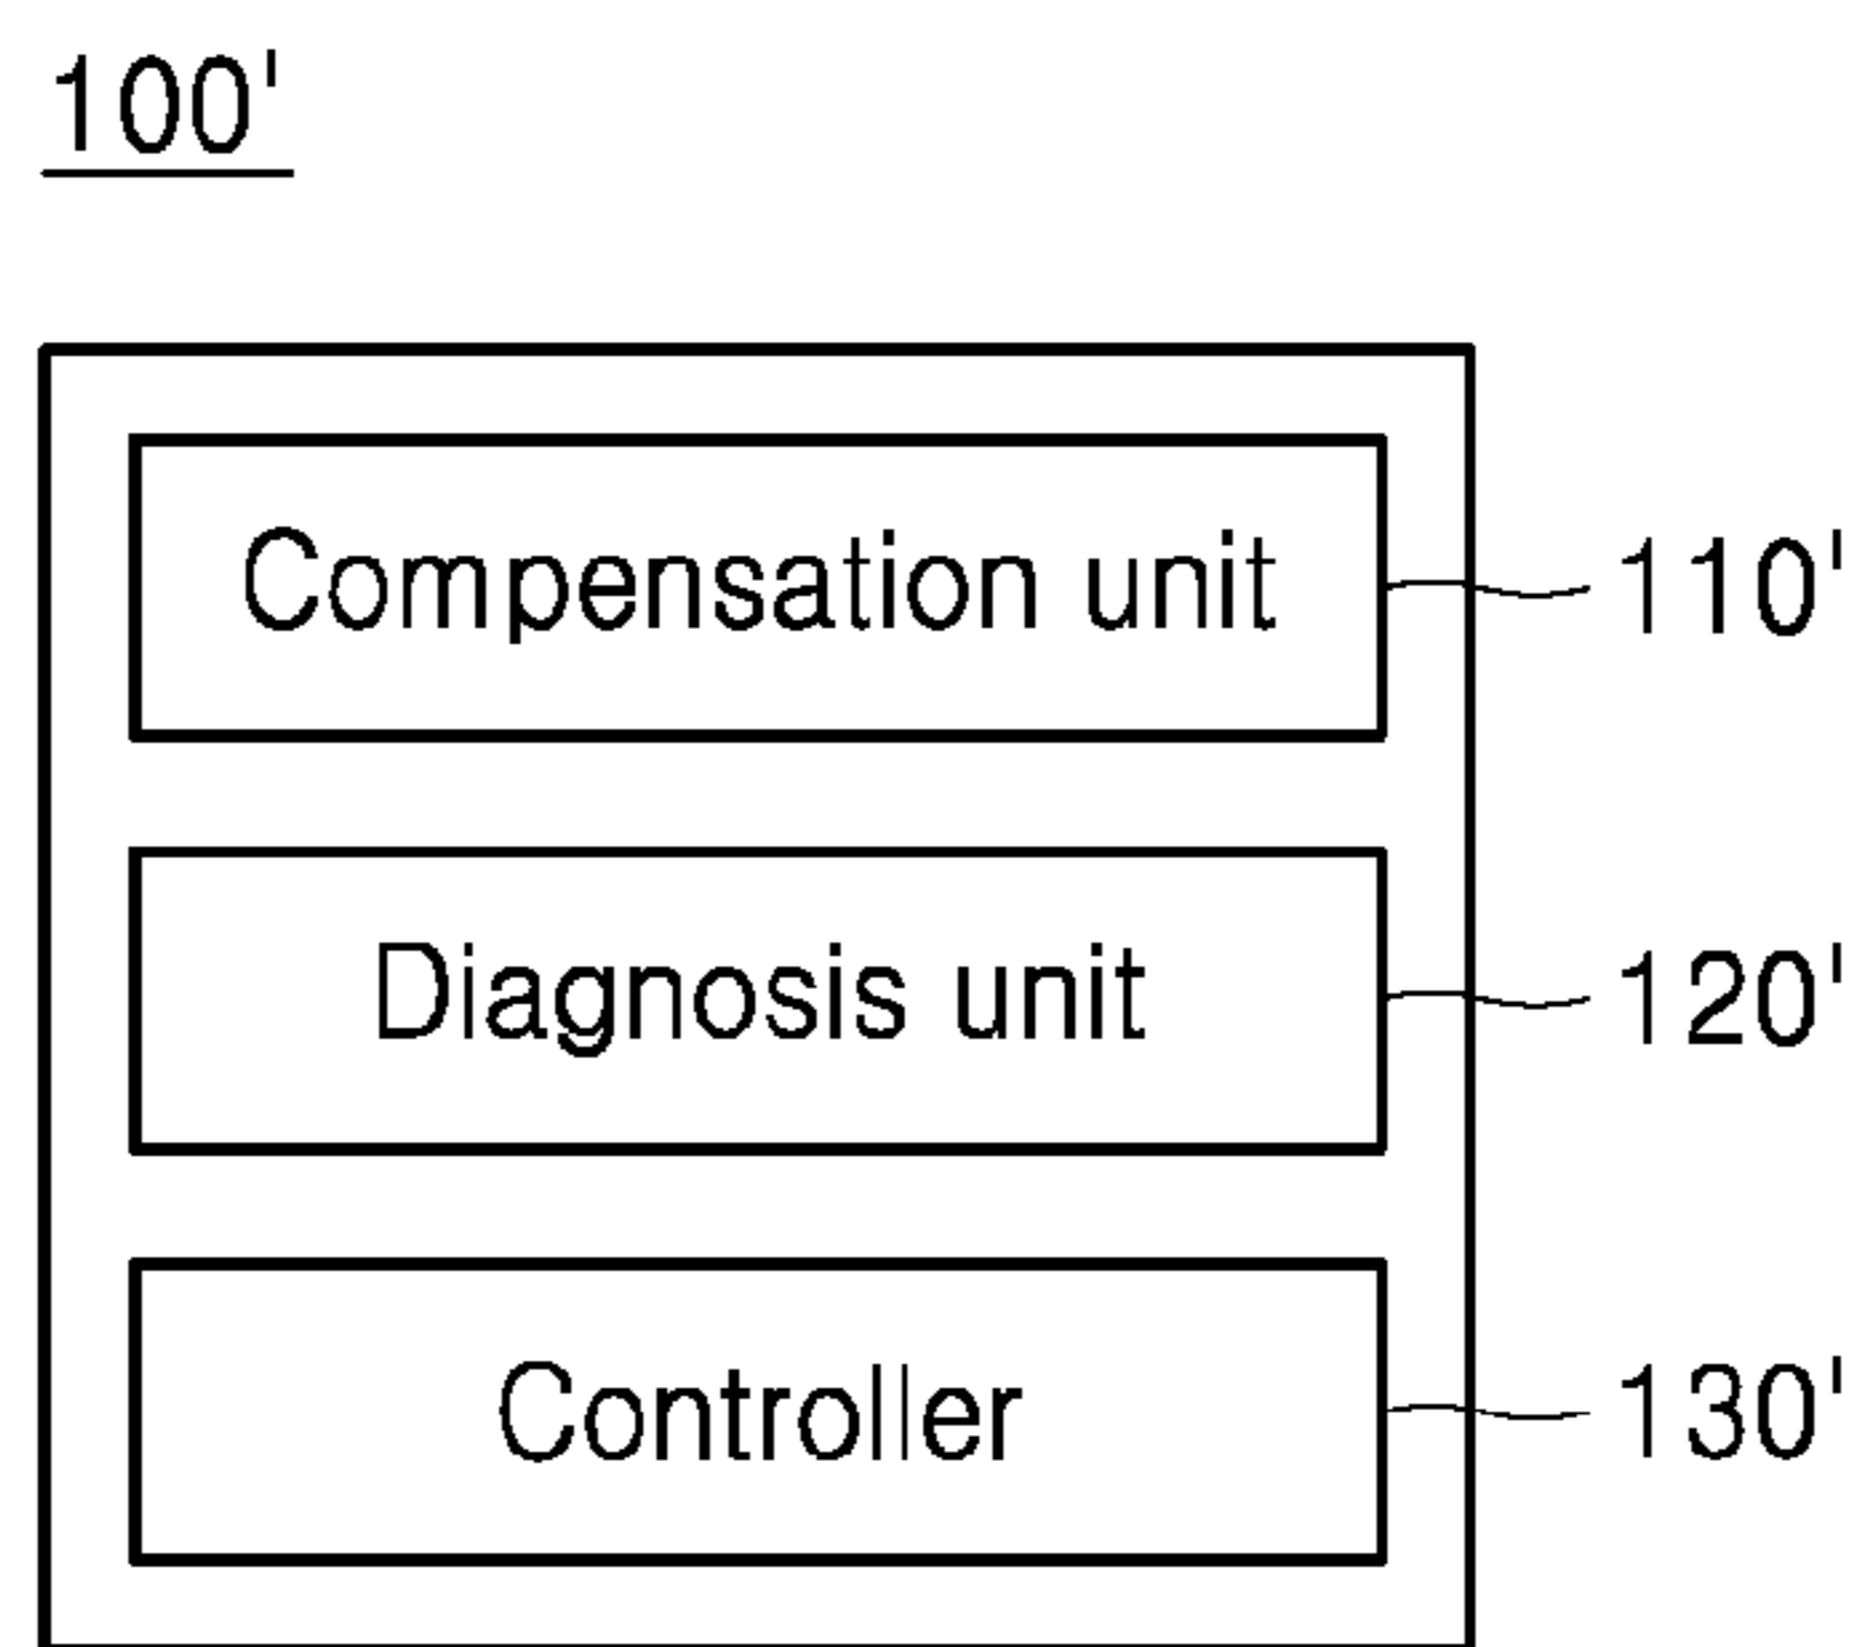 100'
Compensation unit 110'
Diagnosis unit 120'
Controller 130'